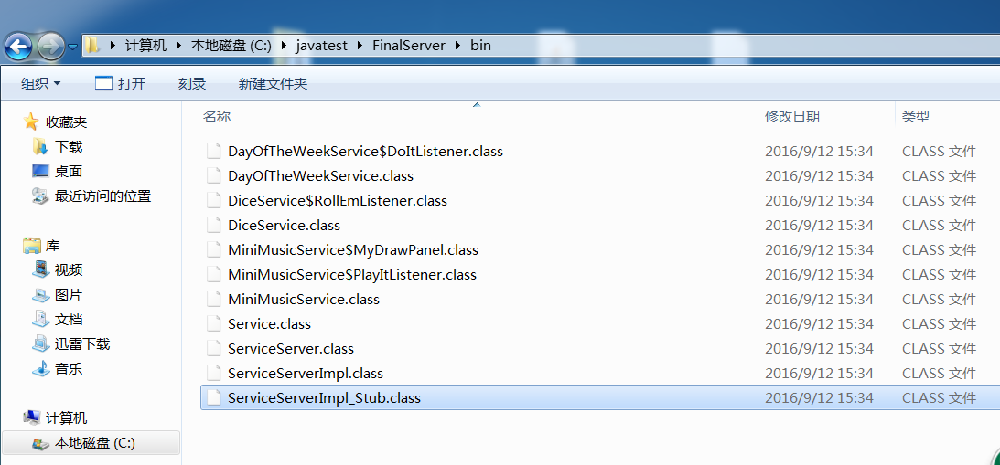 计算机 本地磁盘 (C:) javatest FinalServer bin
组织 打开 刻录 新建文件夹
收藏夹
下载
桌面
最近访问的位置
库
视频
图片
文档
迅雷下载
音乐
计算机
本地磁盘 (C:)
名称 修改日期 类型
DayOfTheWeekService$DoItListener.class 2016/9/12 15:34 CLASS 文件
DayOfTheWeekService.class 2016/9/12 15:34 CLASS 文件
DiceService$RollEmListener.class 2016/9/12 15:34 CLASS 文件
DiceService.class 2016/9/12 15:34 CLASS 文件
MiniMusicService$MyDrawPanel.class 2016/9/12 15:34 CLASS 文件
MiniMusicService$PlayItListener.class 2016/9/12 15:34 CLASS 文件
MiniMusicService.class 2016/9/12 15:34 CLASS 文件
Service.class 2016/9/12 15:34 CLASS 文件
ServiceServer.class 2016/9/12 15:34 CLASS 文件
ServiceServerImpl.class 2016/9/12 15:34 CLASS 文件
ServiceServerImpl_Stub.class 2016/9/12 15:34 CLASS 文件